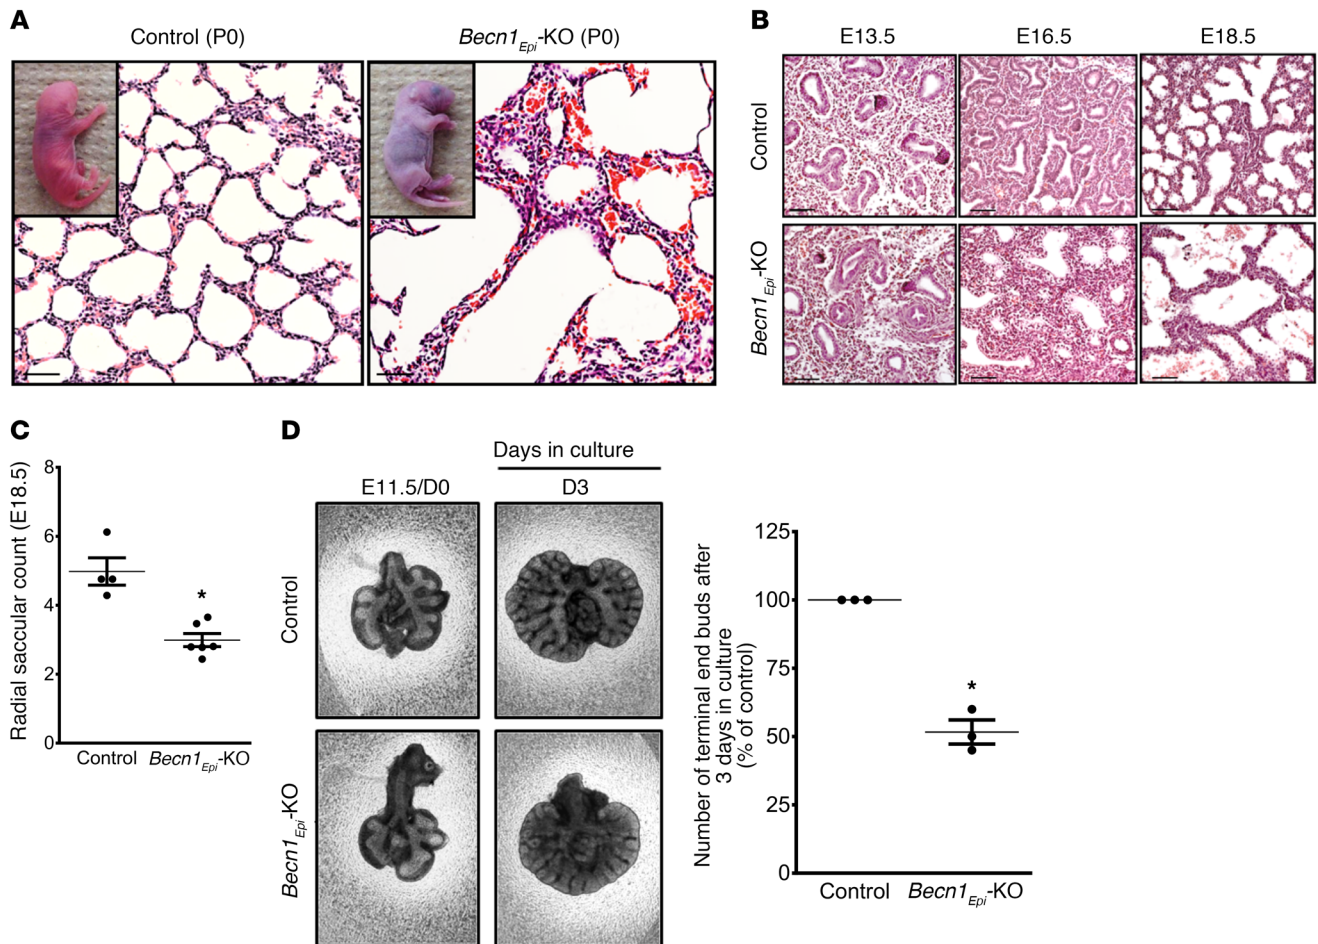 A
Control (P0)
Becn1Epi-KO (P0)
B
E13.5
E16.5
E18.5
Control
Becn1Epi-KO
C
Radial saccular count (E18.5)
8
6
4
2
0
*
Control
Becn1Epi-KO
D
Days in culture
E11.5/D0
D3
Control
Becn1Epi-KO
Number of terminal end buds after
3 days in culture
(% of control)
125
100
75
50
25
0
*
Control
Becn1Epi-KO